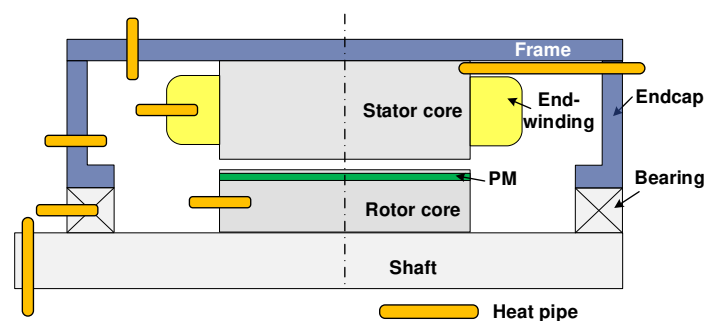 Frame
Stator core
End-
winding
Endcap
PM
Bearing
Rotor core
Shaft
Heat pipe